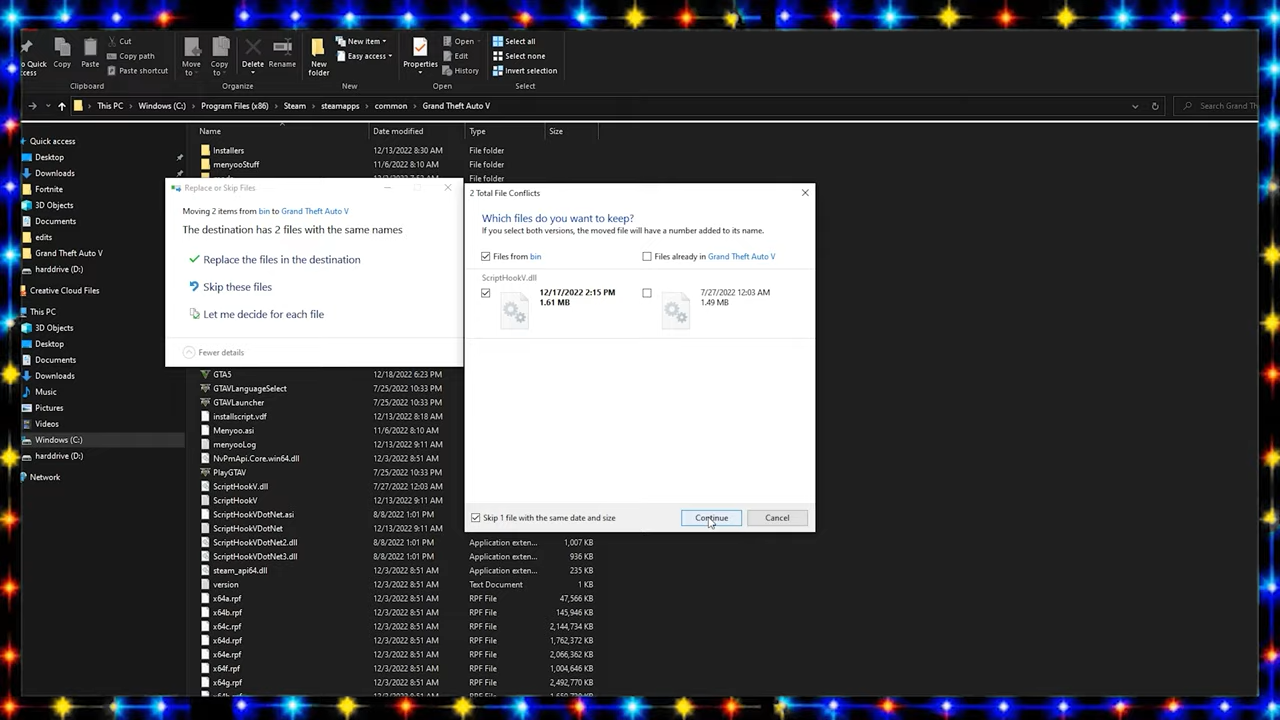 Quick
access
Copy
Paste
Cut
Copy path
Paste shortcut
Clipboard
Move
to
Copy
to
Delete
Rename
Organize
New
folder
New item
Easy access
New
Properties
Open
Edit
History
Open
Select all
Select none
Invert selection
Select
This PC > Windows (C:) > Program Files (x86) > Steam > steamapps > common > Grand Theft Auto V
Search Grand Th
Name Date modified Type Size
Quick access
Desktop
Downloads
Fortnite
3D Objects
Documents
edits
Grand Theft Auto V
harddrive (D:)
Creative Cloud Files
This PC
3D Objects
Desktop
Documents
Downloads
Music
Pictures
Videos
Windows (C:)
harddrive (D:)
Network
Installers 12/13/2022 8:30 AM File folder
menyooStuff 11/6/2022 8:10 AM File folder
File folder
Replace or Skip Files
Moving 2 items from bin to Grand Theft Auto V
The destination has 2 files with the same names
Replace the files in the destination
Skip these files
Let me decide for each file
Fewer details
2 Total File Conflicts
Which files do you want to keep?
If you select both versions, the moved file will have a number added to its name.
Files from bin
Files already in Grand Theft Auto V
ScriptHookV.dll
12/17/2022 2:15 PM
1.61 MB
7/27/2022 12:03 AM
1.49 MB
Skip 1 file with the same date and size
Continue
Cancel
GTA5 12/18/2022 6:23 PM
GTAVLanguageSelect 7/25/2022 10:33 PM
GTAVLauncher 7/25/2022 10:33 PM
installscript.vdf 12/13/2022 8:18 AM
Menyoo.asi 11/6/2022 8:10 AM
menyooLog 12/13/2022 9:11 AM
NvPmApi.Core.win64.dll 12/3/2022 8:51 AM
PlayGTAV 7/25/2022 10:33 PM
ScriptHookV.dll 7/27/2022 12:03 AM
ScriptHookV 12/13/2022 9:11 AM
ScriptHookVDotNet.asi 8/8/2022 1:01 PM
ScriptHookVDotNet 12/13/2022 9:11 AM
ScriptHookVDotNet2.dll 8/8/2022 1:01 PM Application exten... 1,007 KB
ScriptHookVDotNet3.dll 8/8/2022 1:01 PM Application exten... 936 KB
steam_api64.dll 12/3/2022 8:51 AM Application exten... 235 KB
version 12/3/2022 8:51 AM Text Document 1 KB
x64a.rpf 12/3/2022 8:51 AM RPF File 47,566 KB
x64b.rpf 12/3/2022 8:51 AM RPF File 145,946 KB
x64c.rpf 12/3/2022 8:51 AM RPF File 2,144,734 KB
x64d.rpf 12/3/2022 8:51 AM RPF File 1,762,372 KB
x64e.rpf 12/3/2022 8:51 AM RPF File 2,066,362 KB
x64f.rpf 12/3/2022 8:51 AM RPF File 1,004,646 KB
x64g.rpf 12/3/2022 8:51 AM RPF File 2,492,770 KB